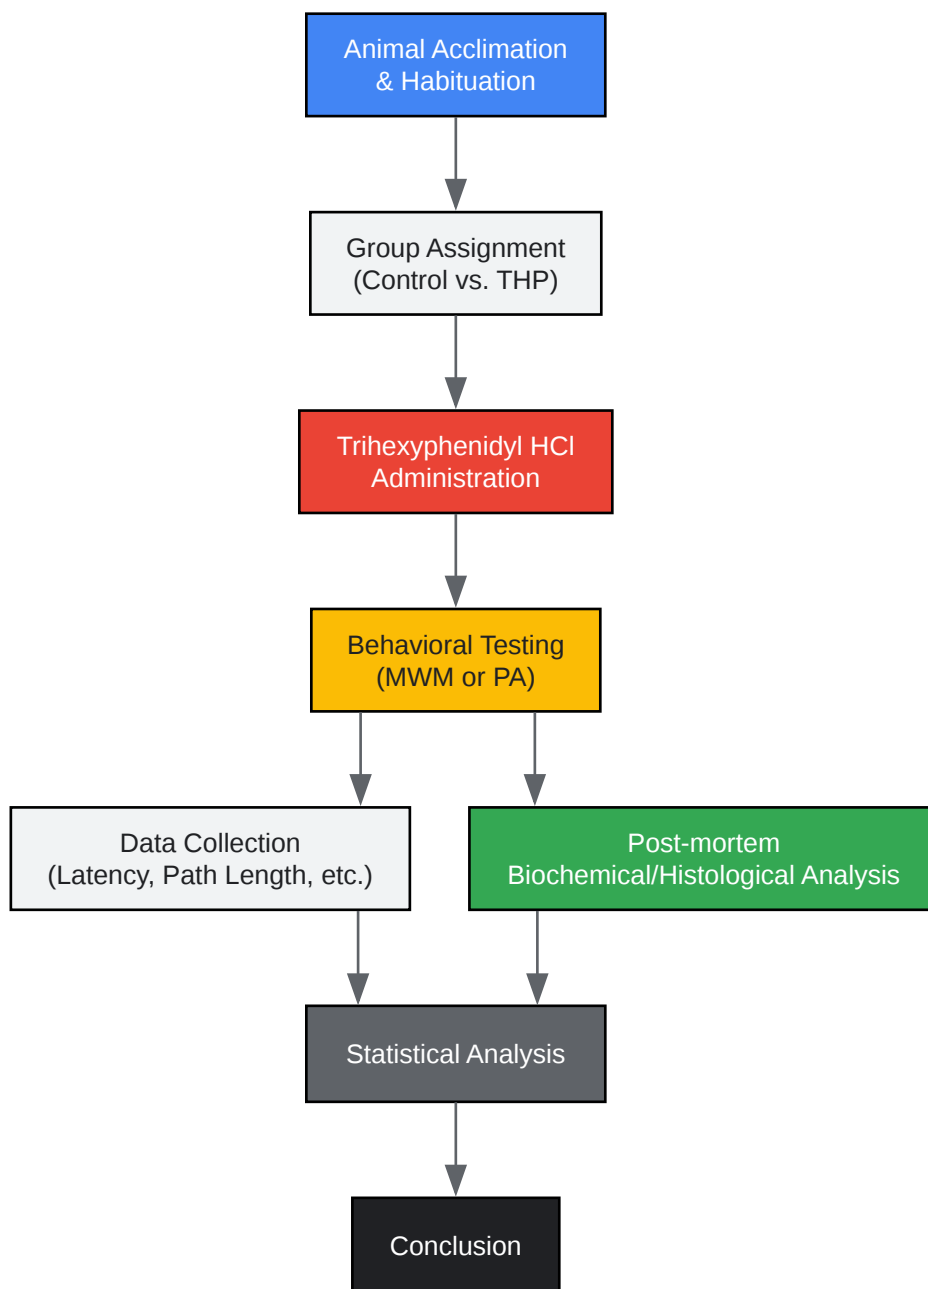 Animal Acclimation
& Habituation
Group Assignment
(Control vs. THP)
Trihexyphenidyl HCl
Administration
Behavioral Testing
(MWM or PA)
Data Collection
(Latency, Path Length, etc.)
Post-mortem
Biochemical/Histological Analysis
Statistical Analysis
Conclusion